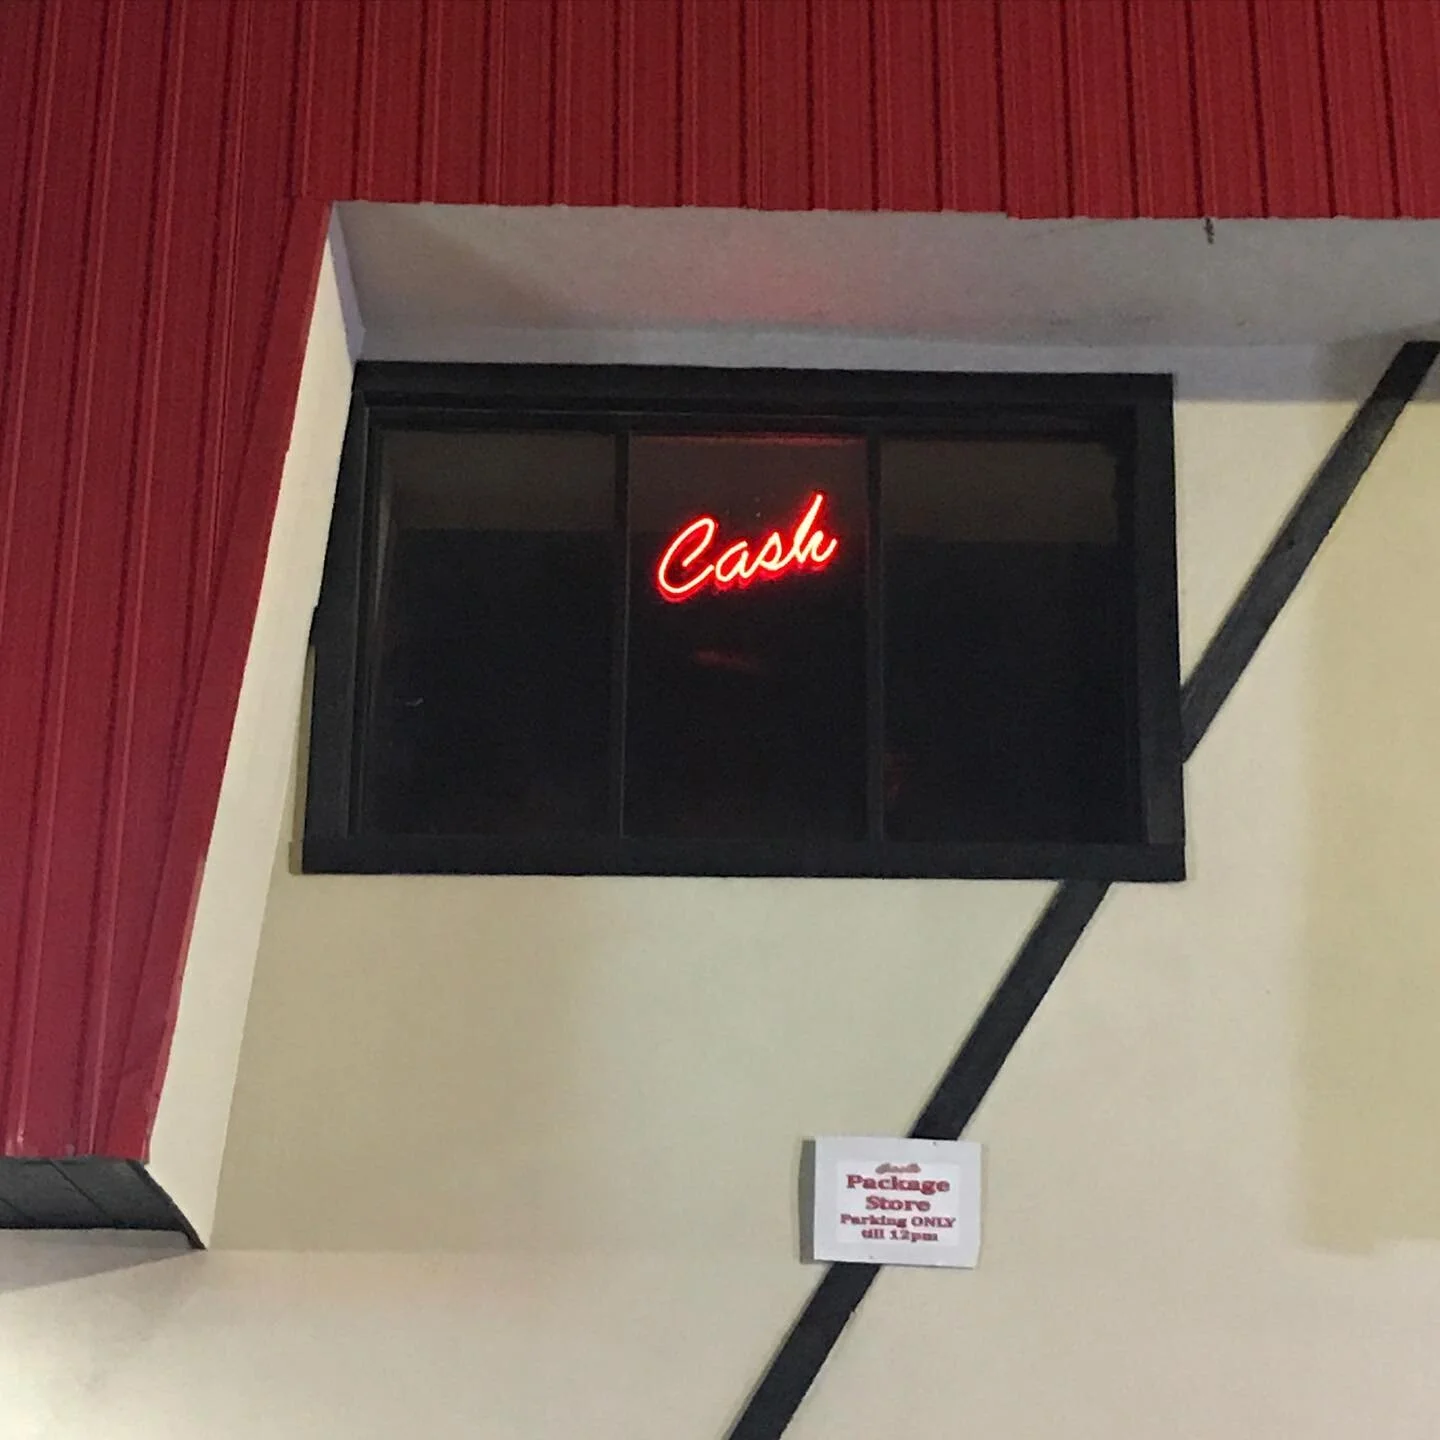 Cash
Package
Store
Parking ONLY
till 12pm